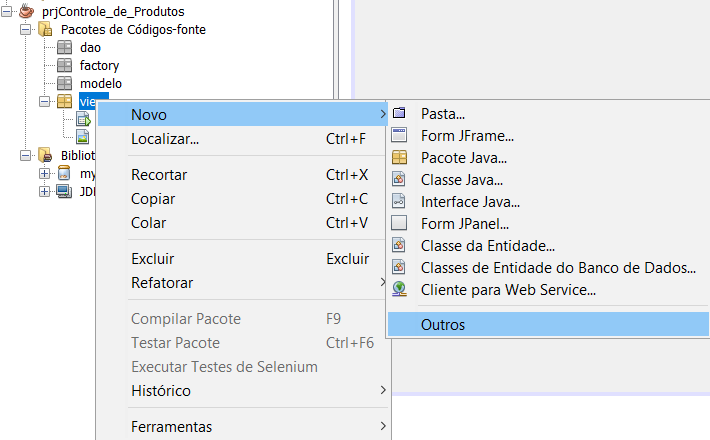 prjControle_de_Produtos
Pacotes de Códigos-fonte
dao
factory
modelo
view
Bibliot
my
JDI
Novo
Localizar... Ctrl+F
Recortar Ctrl+X
Copiar Ctrl+C
Colar Ctrl+V
Excluir Excluir
Refatorar
Compilar Pacote F9
Testar Pacote Ctrl+F6
Executar Testes de Selenium
Histórico
Ferramentas
Pasta...
Form JFrame...
Pacote Java...
Classe Java...
Interface Java...
Form JPanel...
Classe da Entidade...
Classes de Entidade do Banco de Dados...
Cliente para Web Service...
Outros